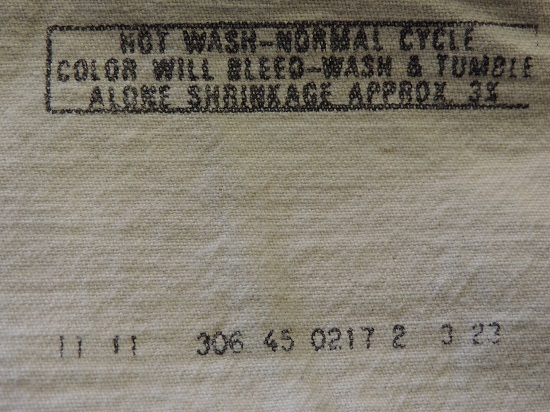 HOT WASH-NORMAL CYCLE
COLOR WILL BLEED-WASH & TUMBLE
ALONE SHRINKAGE APPROX 3%
11 11 306 45 0217 2 3 23